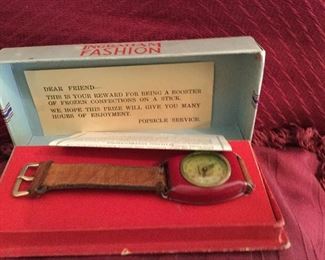 INGRAHAM
FASHION
DEAR FRIEND—
THIS IS YOUR REWARD FOR BEING A BOOSTER
OF FROZEN CONFECTIONS ON A STICK.
WE HOPE THIS PRIZE WILL GIVE YOU MANY
HOURS OF ENJOYMENT.
POPSICLE SERVICE.